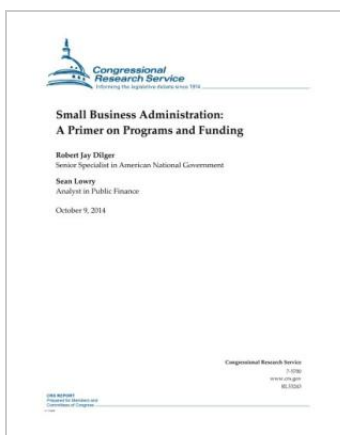 Congressional
Research Service
Informing the legislative debate since 1914
Small Business Administration:
A Primer on Programs and Funding
Robert Jay Dilger
Senior Specialist in American National Government
Sean Lowry
Analyst in Public Finance
October 9, 2014
Congressional Research Service
7-5700
www.crs.gov
RL33243
CRS REPORT
Prepared for Members and
Committees of Congress